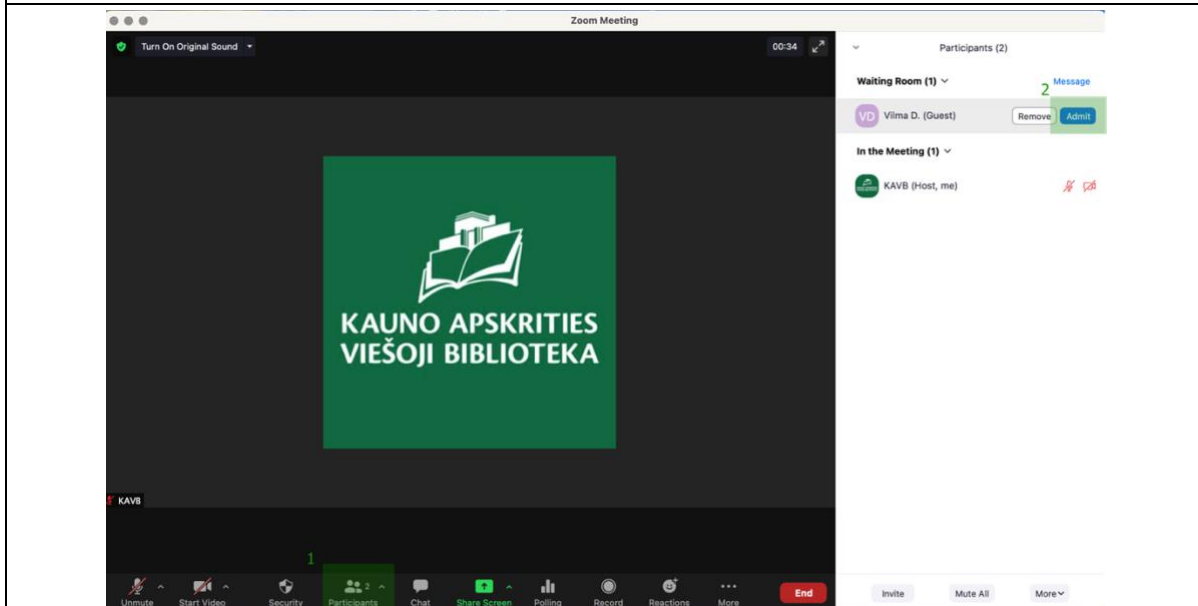 Zoom Meeting
Turn On Original Sound
00:34
KAUNO APSKRITIES
VIEŠOJI BIBLIOTEKA
KAVB
1
Unmute
Start Video
Security
2
Participants
Chat
Share Screen
Polling
Record
Reactions
More
End
Participants (2)
Waiting Room (1)
Message
2
VD
Vilma D. (Guest)
Remove
Admit
In the Meeting (1)
KAVB (Host, me)
Invite
Mute All
More